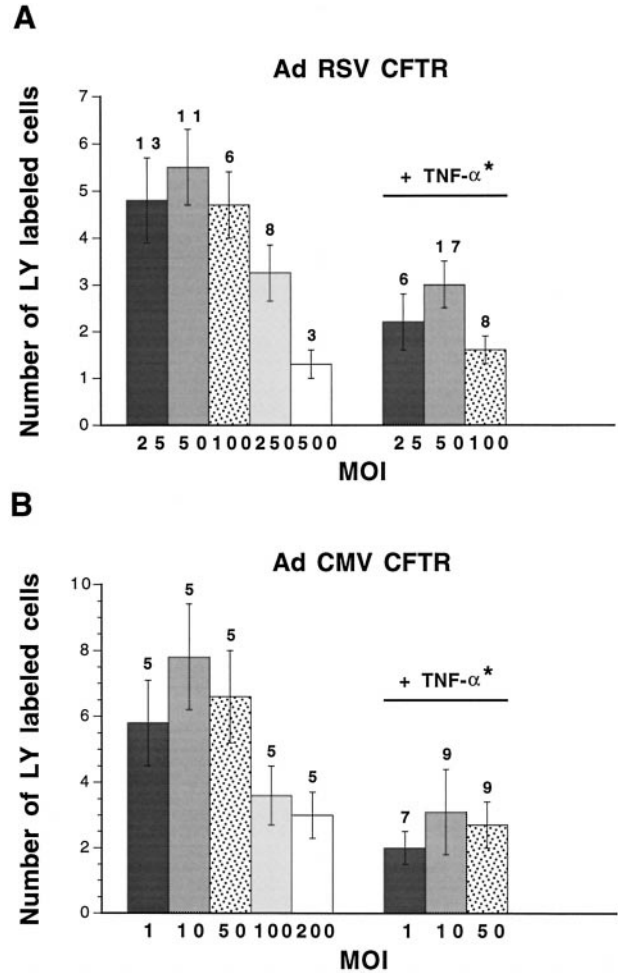 A
Ad RSV CFTR
Number of LY labeled cells
7
6
5
4
3
2
1
0
13
11
6
8
3
+ TNF-α*
6
17
8
25 50 100 250 500
25 50 100
MOI
B
Ad CMV CFTR
Number of LY labeled cells
10
8
6
4
2
0
5
5
5
5
5
+ TNF-α*
7
9
9
1 10 50 100 200
1 10 50
MOI